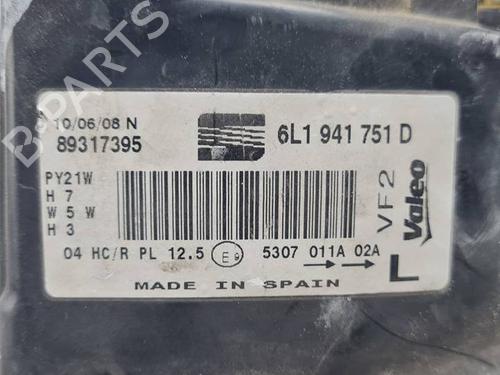 10/06/08 N
89317395
6L1 941 751 D
PY21W
H 7
W 5 W
H 3
VF2
Valeo
04 HC/R PL 12.5 E9 5307 011A 02A
L
MADE IN SPAIN